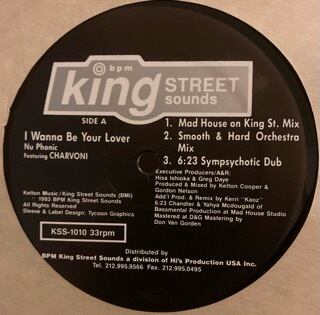 bpm
king STREET
sounds
SIDE A
I Wanna Be Your Lover
Nu Phonic
Featuring CHARVONI
1. Mad House on King St. Mix
2. Smooth & Hard Orchestra
Mix
3. 6:23 Sympsychotic Dub
Kelton Music/King Street Sounds (BMI)
℗ 1993 BPM King Street Sounds
All Rights Reserved
Sleeve & Label Design: Tycoon Graphics
KSS-1010 33rpm
Executive Producers/A&R:
Hisa Ishioka & Greg Daye
Produced & Mixed by Kelton Cooper &
Gordon Nelson
Add'l Prod. & Remix by Kerri "Kaoz"
6:23 Chandler & Yahya Mcdougald of
Bassmental Production at Mad House Studio
Mastered at D&G Mastering by
Don Van Gorden
Distributed by
BPM King Street Sounds a division of Hi's Production USA Inc.
Tel. 212.995.9566 Fax. 212.995.0495